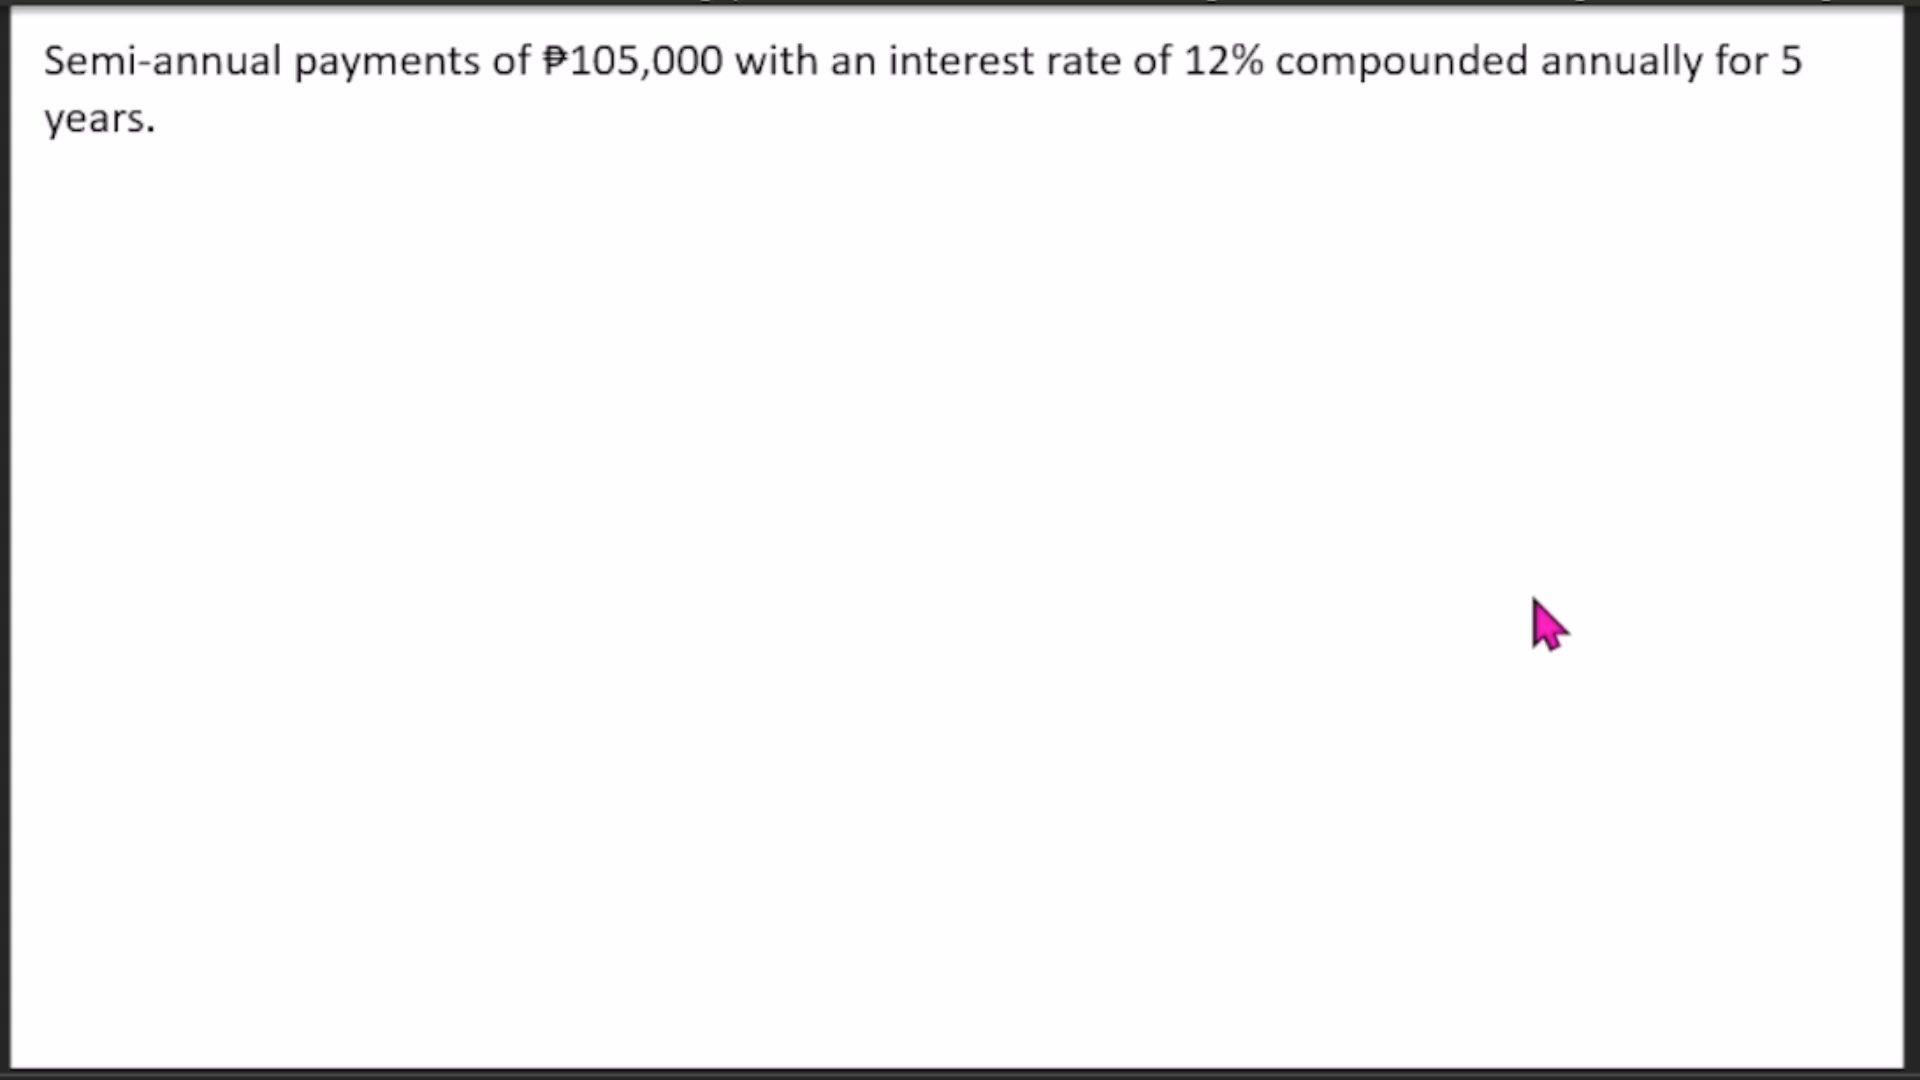 Semi-annual payments of ₱105,000 with an interest rate of 12% compounded annually for 5
years.